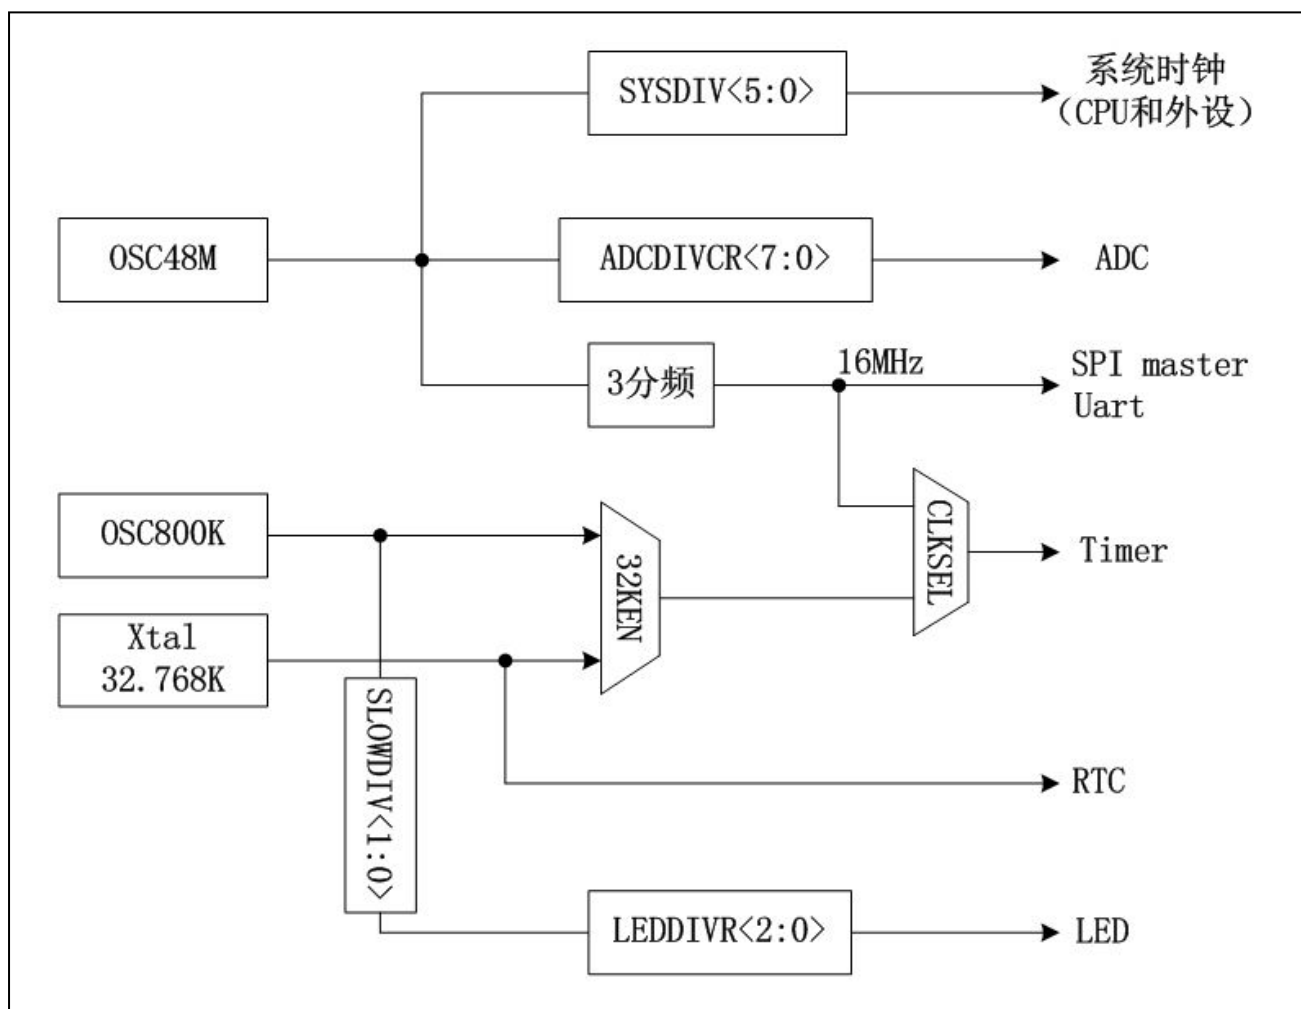 SYSDIV<5:0>
系统时钟
（CPU和外设）
OSC48M
ADCDIVCR<7:0>
ADC
3分频
16MHz
SPI master
Uart
OSC800K
32KEN
CLKSEL
Timer
Xtal
32.768K
SLOWDIV<1:0>
RTC
LEDDIVR<2:0>
LED